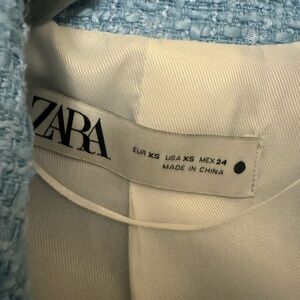 ZARA
EUR XS USA XS MEX 24
MADE IN CHINA